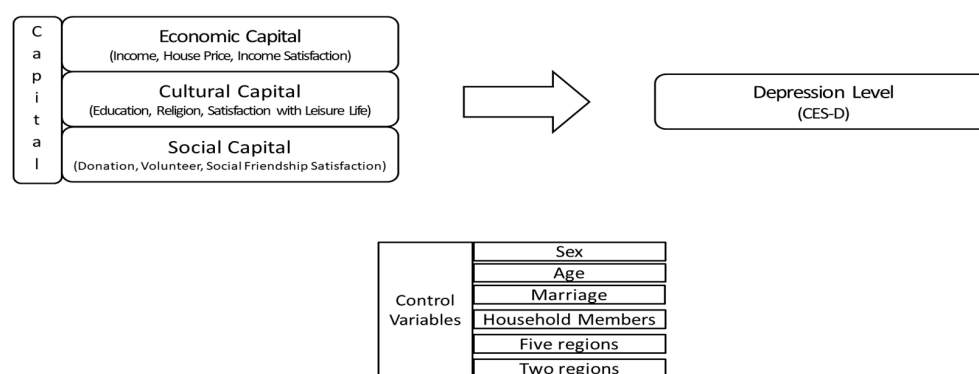 Capital
Economic Capital
(Income, House Price, Income Satisfaction)
Cultural Capital
(Education, Religion, Satisfaction with Leisure Life)
Social Capital
(Donation, Volunteer, Social Friendship Satisfaction)
Depression Level
(CES-D)
Control
Variables
Sex
Age
Marriage
Household Members
Five regions
Two regions